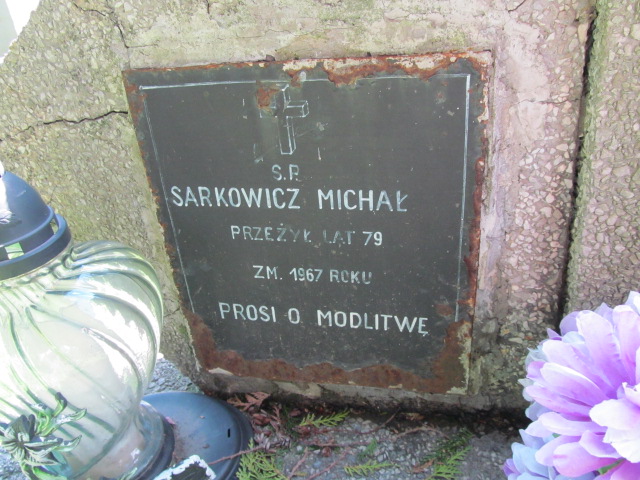 S.P.
SARKOWICZ MICHAŁ
PRZEŻYŁ LAT 79
ZM. 1967 ROKU
PROSI O MODLITWĘ